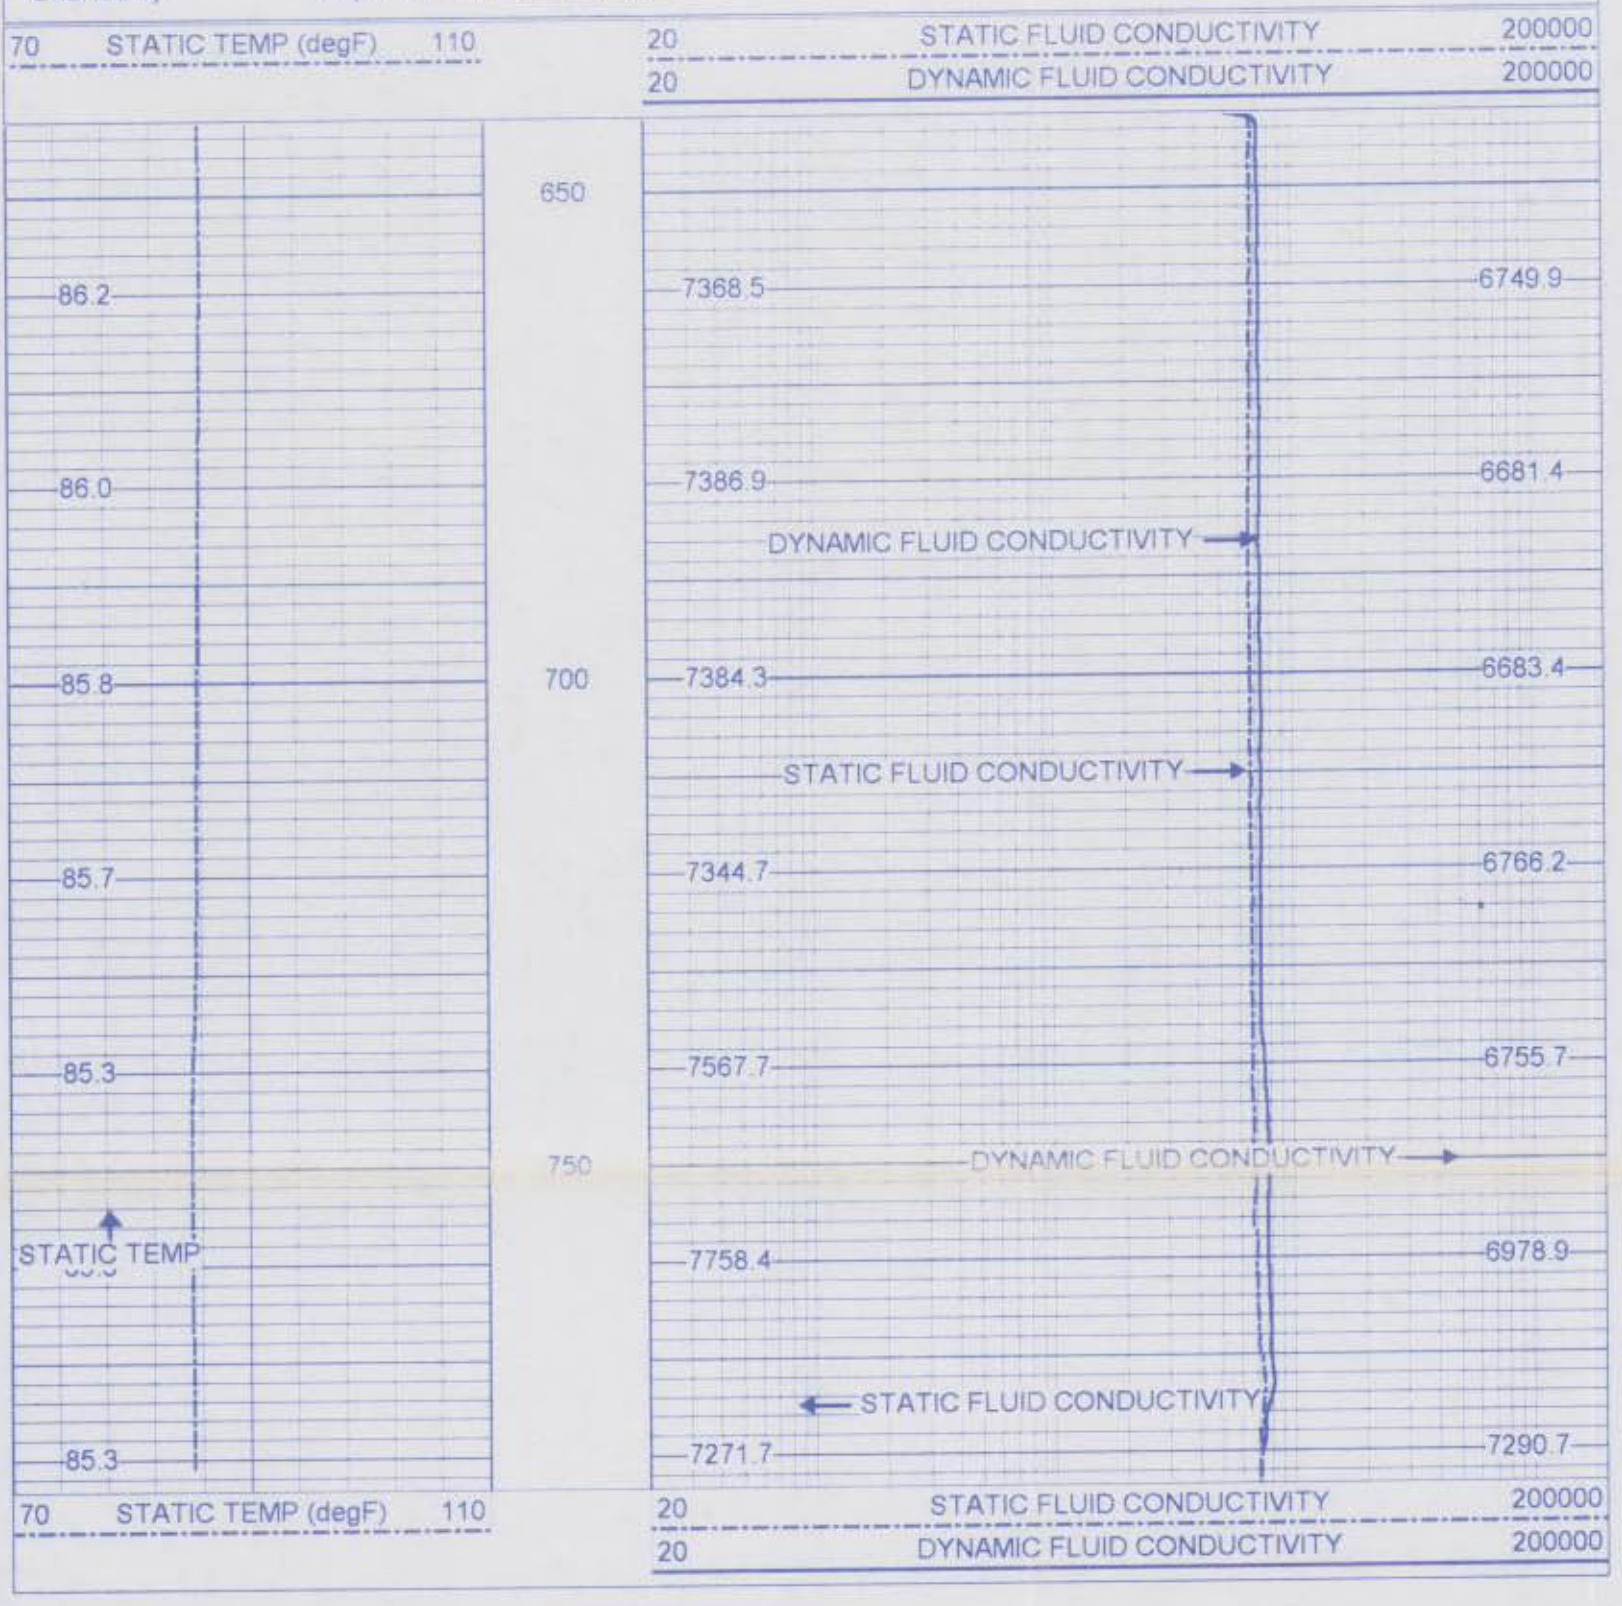 70 STATIC TEMP (degF) 110 20 STATIC FLUID CONDUCTIVITY 200000
20 DYNAMIC FLUID CONDUCTIVITY 200000
650
86.2 7368.5 6749.9
86.0 7386.9 6681.4
DYNAMIC FLUID CONDUCTIVITY
85.8 700 7384.3 6683.4
STATIC FLUID CONDUCTIVITY
85.7 7344.7 6766.2
85.3 7567.7 6755.7
750 DYNAMIC FLUID CONDUCTIVITY
STATIC TEMP 7758.4 6978.9
STATIC FLUID CONDUCTIVITY
85.3 7271.7 7290.7
70 STATIC TEMP (degF) 110 20 STATIC FLUID CONDUCTIVITY 200000
20 DYNAMIC FLUID CONDUCTIVITY 200000